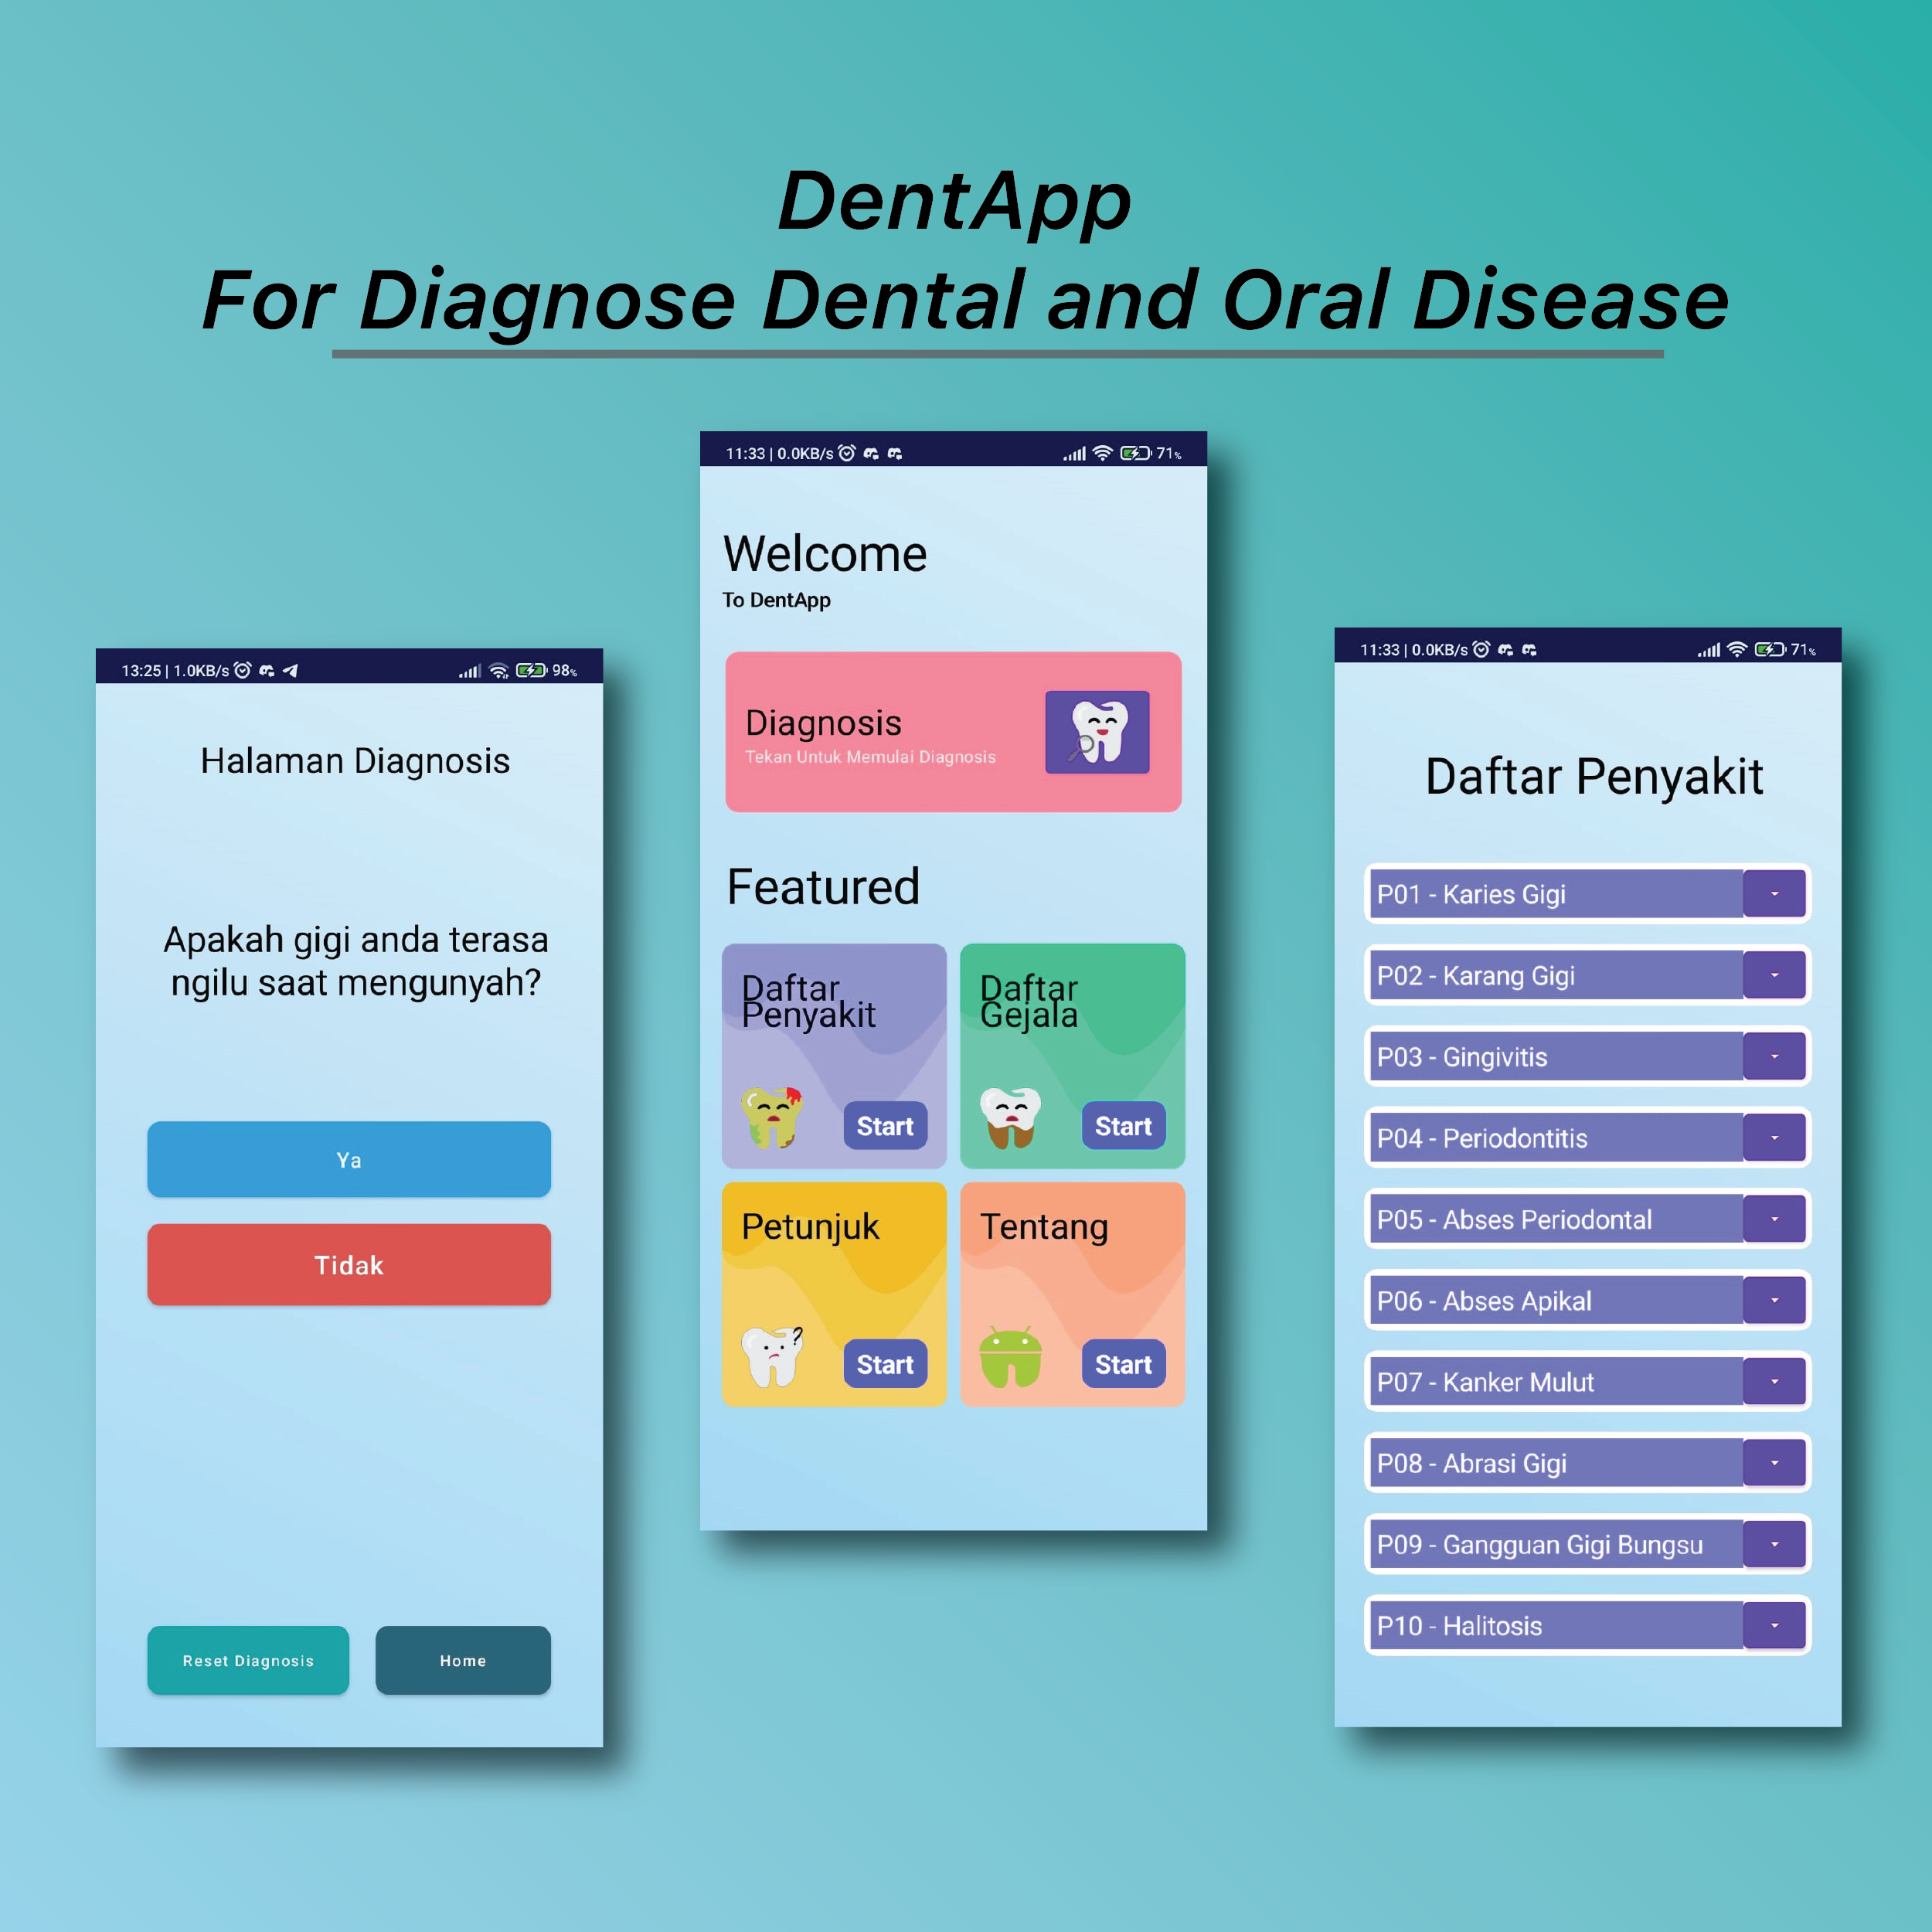 DentApp
For Diagnose Dental and Oral Disease
13:25 | 1.0KB/s
98%
Halaman Diagnosis
Apakah gigi anda terasa
ngilu saat mengunyah?
Ya
Tidak
Reset Diagnosis
Home
11:33 | 0.0KB/s
71%
Welcome
To DentApp
Diagnosis
Tekan Untuk Memulai Diagnosis
Featured
Daftar
Penyakit
Start
Daftar
Gejala
Start
Petunjuk
?
Start
Tentang
Start
11:33 | 0.0KB/s
71%
Daftar Penyakit
P01 - Karies Gigi
P02 - Karang Gigi
P03 - Gingivitis
P04 - Periodontitis
P05 - Abses Periodontal
P06 - Abses Apikal
P07 - Kanker Mulut
P08 - Abrasi Gigi
P09 - Gangguan Gigi Bungsu
P10 - Halitosis